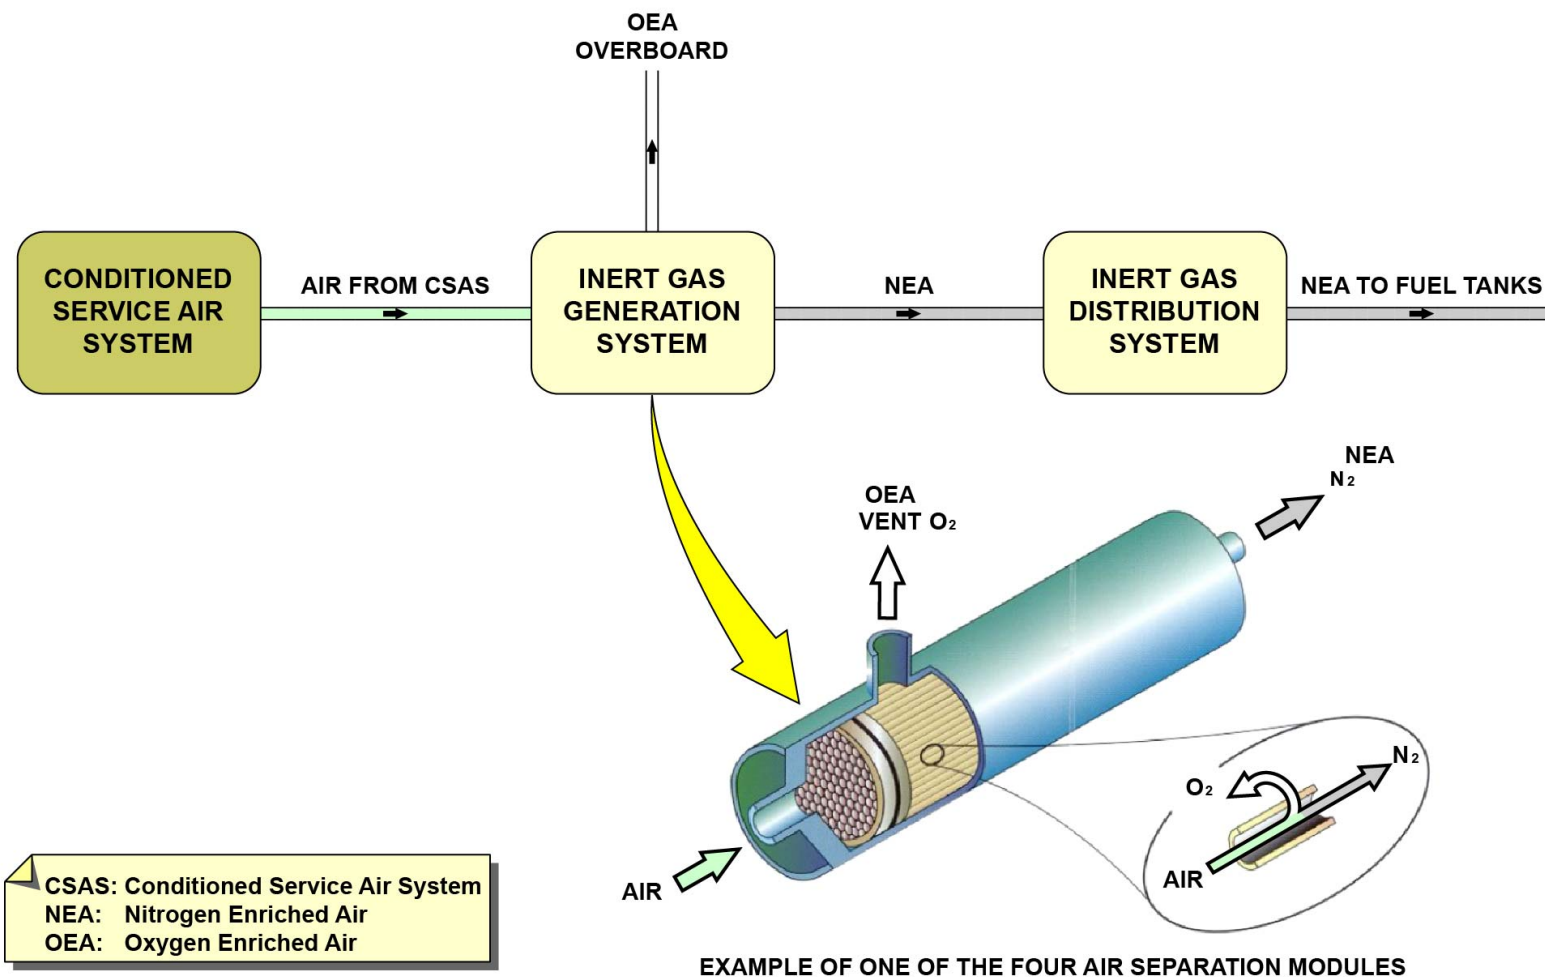 OEA
OVERBOARD
CONDITIONED
SERVICE AIR
SYSTEM
AIR FROM CSAS
INERT GAS
GENERATION
SYSTEM
NEA
INERT GAS
DISTRIBUTION
SYSTEM
NEA TO FUEL TANKS
NEA
N₂
OEA
VENT O₂
AIR
N₂
O₂
AIR
CSAS: Conditioned Service Air System
NEA: Nitrogen Enriched Air
OEA: Oxygen Enriched Air
EXAMPLE OF ONE OF THE FOUR AIR SEPARATION MODULES